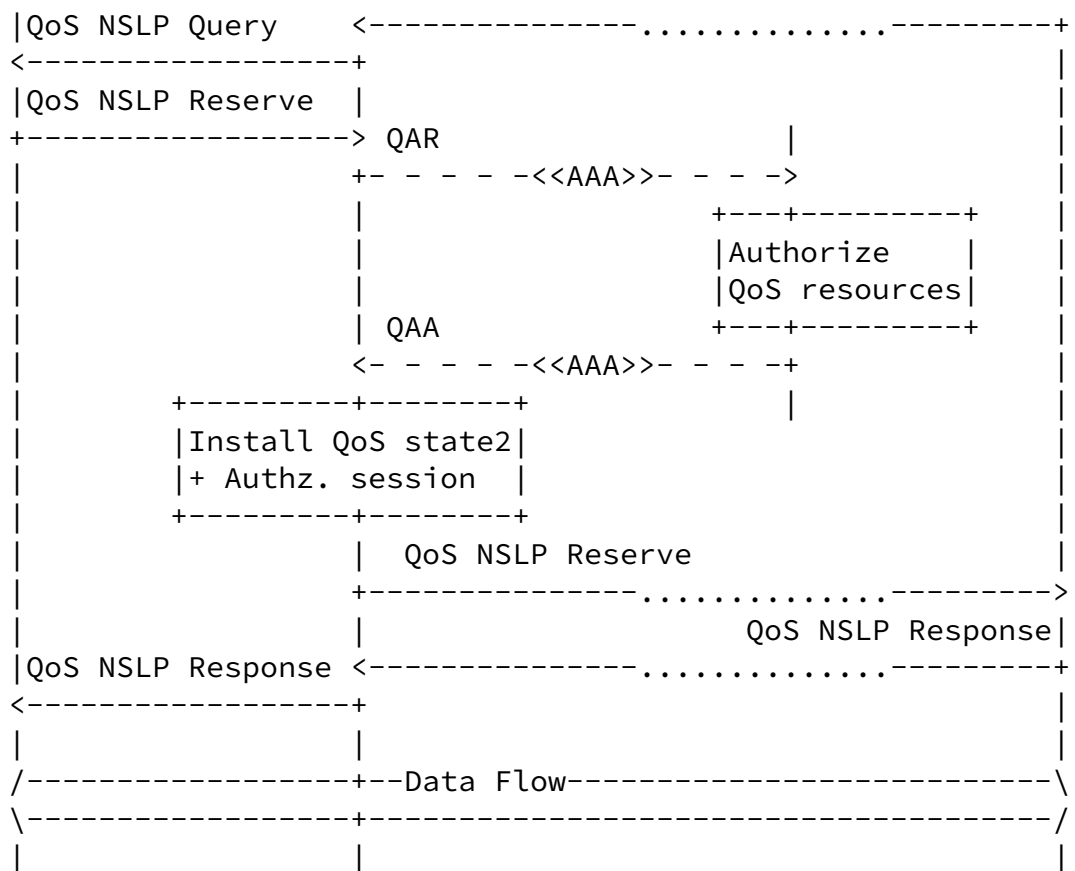 |QoS NSLP Query    <---------------..............---------+
<------------------+                                      |
|QoS NSLP Reserve  |                                      |
+------------------> QAR                   |              |
|                  +- - - - -<<AAA>>- - - ->              |
|                  |                   +---+---------+    |
|                  |                   |Authorize    |    |
|                  |                   |QoS resources|    |
|                  | QAA               +---+---------+    |
|                  <- - - - -<<AAA>>- - - -+              |
|        +---------+--------+              |              |
|        |Install QoS state2|                             |
|        |+ Authz. session  |                             |
|        +---------+--------+                             |
|                  |  QoS NSLP Reserve                    |
|                  +---------------..............--------->
|                  |                     QoS NSLP Response|
|QoS NSLP Response <---------------..............---------+
<------------------+                                      |
|                  |                                      |
/------------------+--Data Flow---------------------------\
\------------------+--------------------------------------/
|                  |                                      |